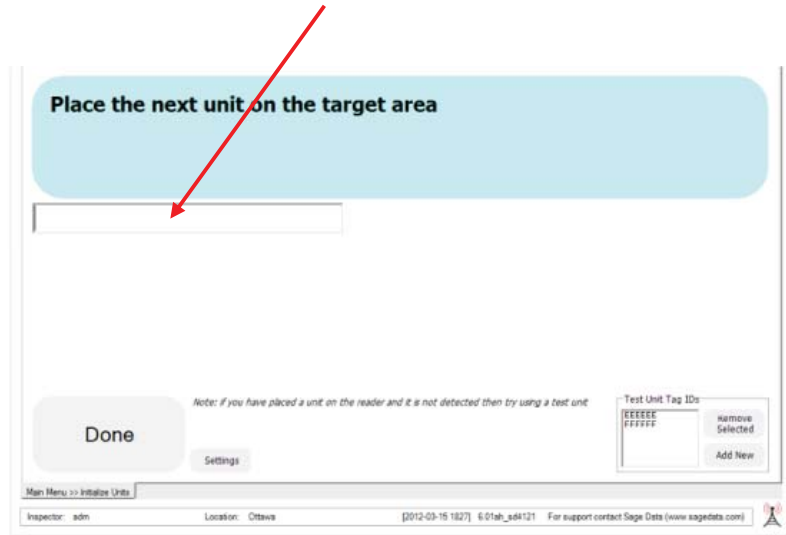 Place the next unit on the target area
Note: if you have placed a unit on the reader and it is not detected then try using a test unit
Test Unit Tag IDs
EEEEEE
FFFFFF
Remove
Selected
Add New
Done
Settings
Main Menu >> Initialize Units
Inspector: adm Location: Ottawa [2012-03-15 1827] 6.01ah_sd4121 For support contact Sage Data (www.sagedata.com)